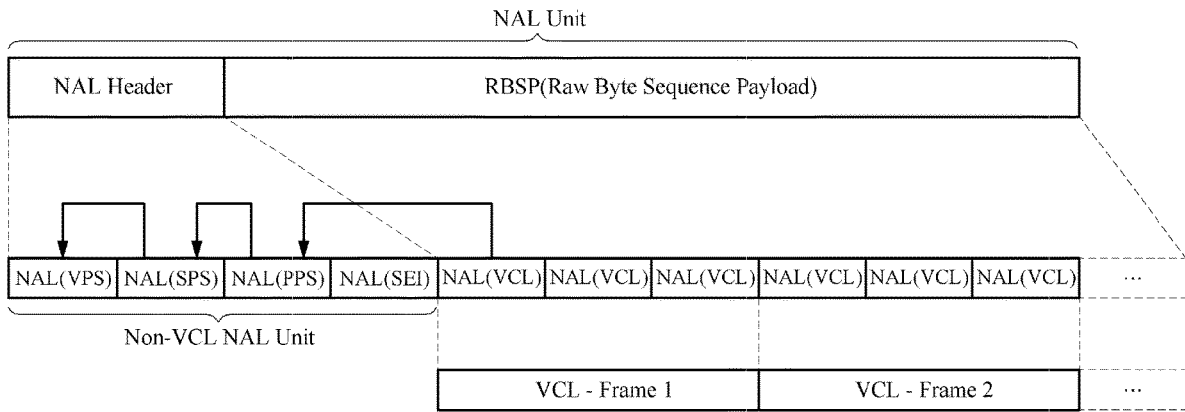 NAL Unit
NAL Header RBSP(Raw Byte Sequence Payload)
NAL(VPS) NAL(SPS) NAL(PPS) NAL(SEI) NAL(VCL) NAL(VCL) NAL(VCL) NAL(VCL) NAL(VCL) NAL(VCL) ...
Non-VCL NAL Unit
VCL - Frame 1 VCL - Frame 2 ...